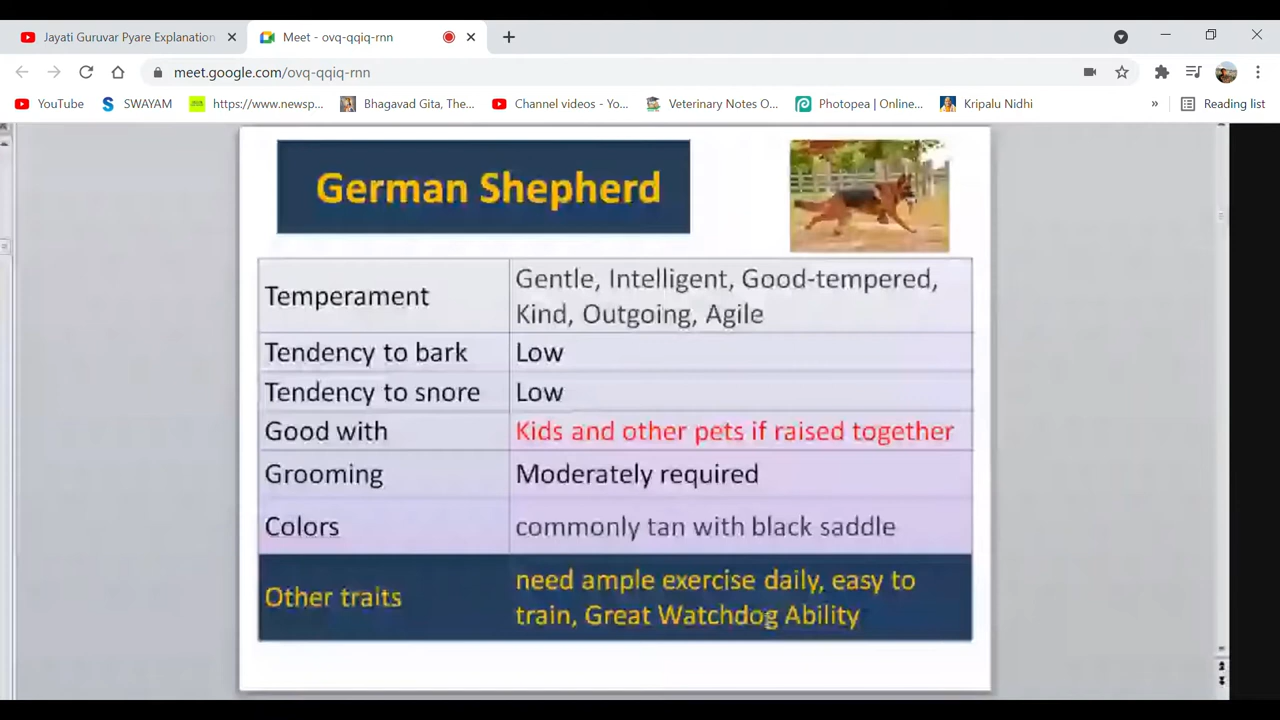 Jayati Guruvar Pyare Explanation
Meet - ovq-qqiq-rnn
meet.google.com/ovq-qqiq-rnn
YouTube
SWAYAM
https://www.newsp...
Bhagavad Gita, The...
Channel videos - Yo...
Veterinary Notes O...
Photopea | Online...
Kripalu Nidhi
»
Reading list
German Shepherd
Temperament
Gentle, Intelligent, Good-tempered,
Kind, Outgoing, Agile
Tendency to bark
Low
Tendency to snore
Low
Good with
Kids and other pets if raised together
Grooming
Moderately required
Colors
commonly tan with black saddle
Other traits
need ample exercise daily, easy to
train, Great Watchdog Ability